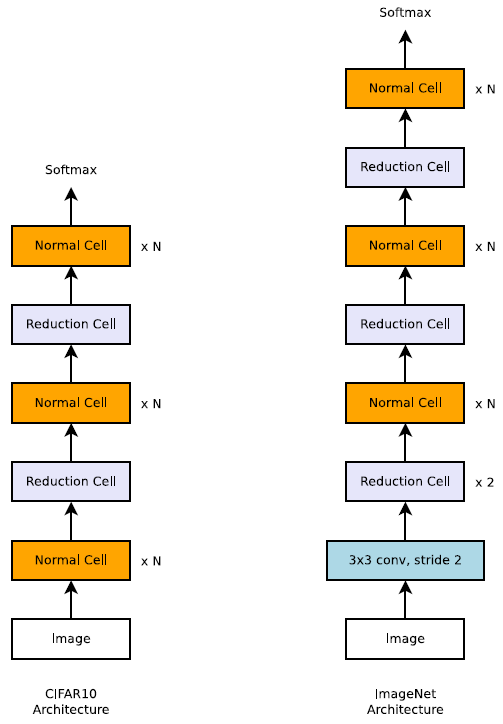 Softmax
Normal Cell
x N
Reduction Cell
Normal Cell
x N
Reduction Cell
Normal Cell
x N
Image
CIFAR10
Architecture
Softmax
Normal Cell
x N
Reduction Cell
Normal Cell
x N
Reduction Cell
Normal Cell
x N
Reduction Cell
x 2
3x3 conv, stride 2
Image
ImageNet
Architecture